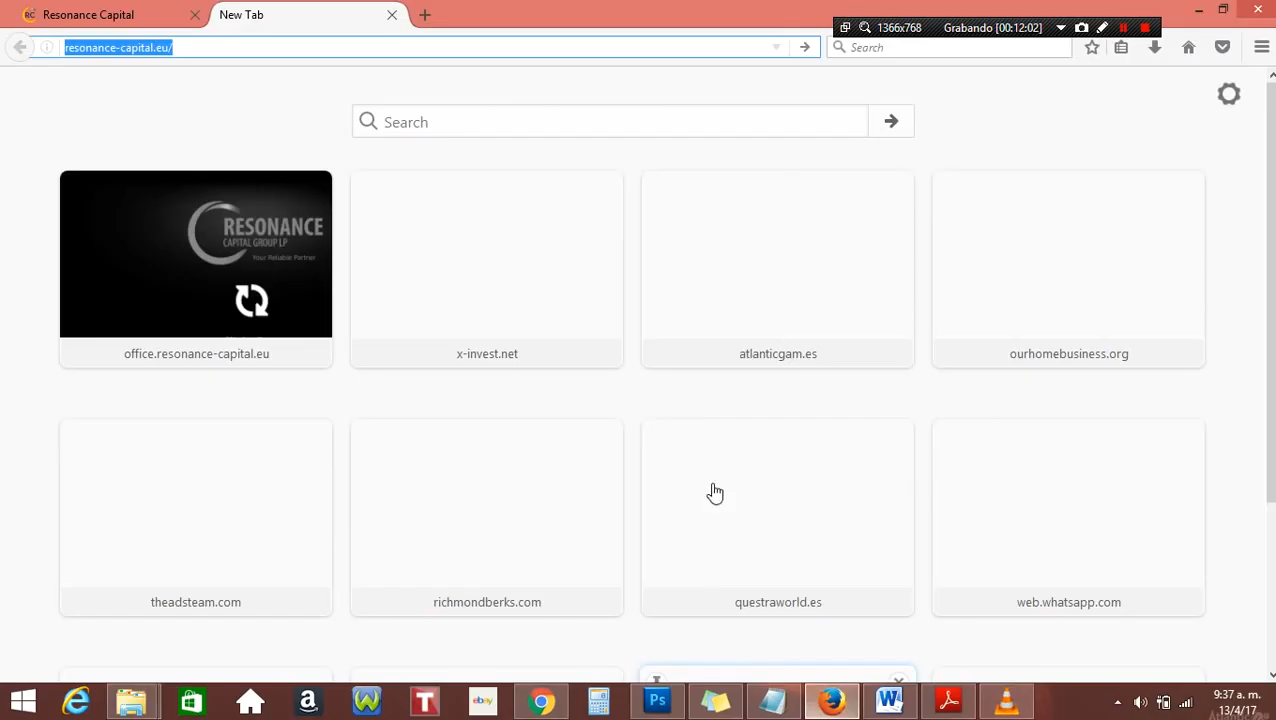 Resonance Capital
New Tab
1366x768
Grabando [00:12:02]
resonance-capital.eu/
Search
Search
RESONANCE
CAPITAL GROUP LP
Your Reliable Partner
office.resonance-capital.eu
x-invest.net
atlanticgam.es
ourhomebusiness.org
theadsteam.com
richmondberks.com
questraworld.es
web.whatsapp.com
a
W
T
ebay
Ps
W
9:37 a. m.
13/4/17